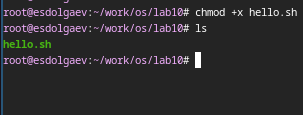 root@esdolgaev:~/work/os/lab10# chmod +x hello.sh
root@esdolgaev:~/work/os/lab10# ls
hello.sh
root@esdolgaev:~/work/os/lab10#